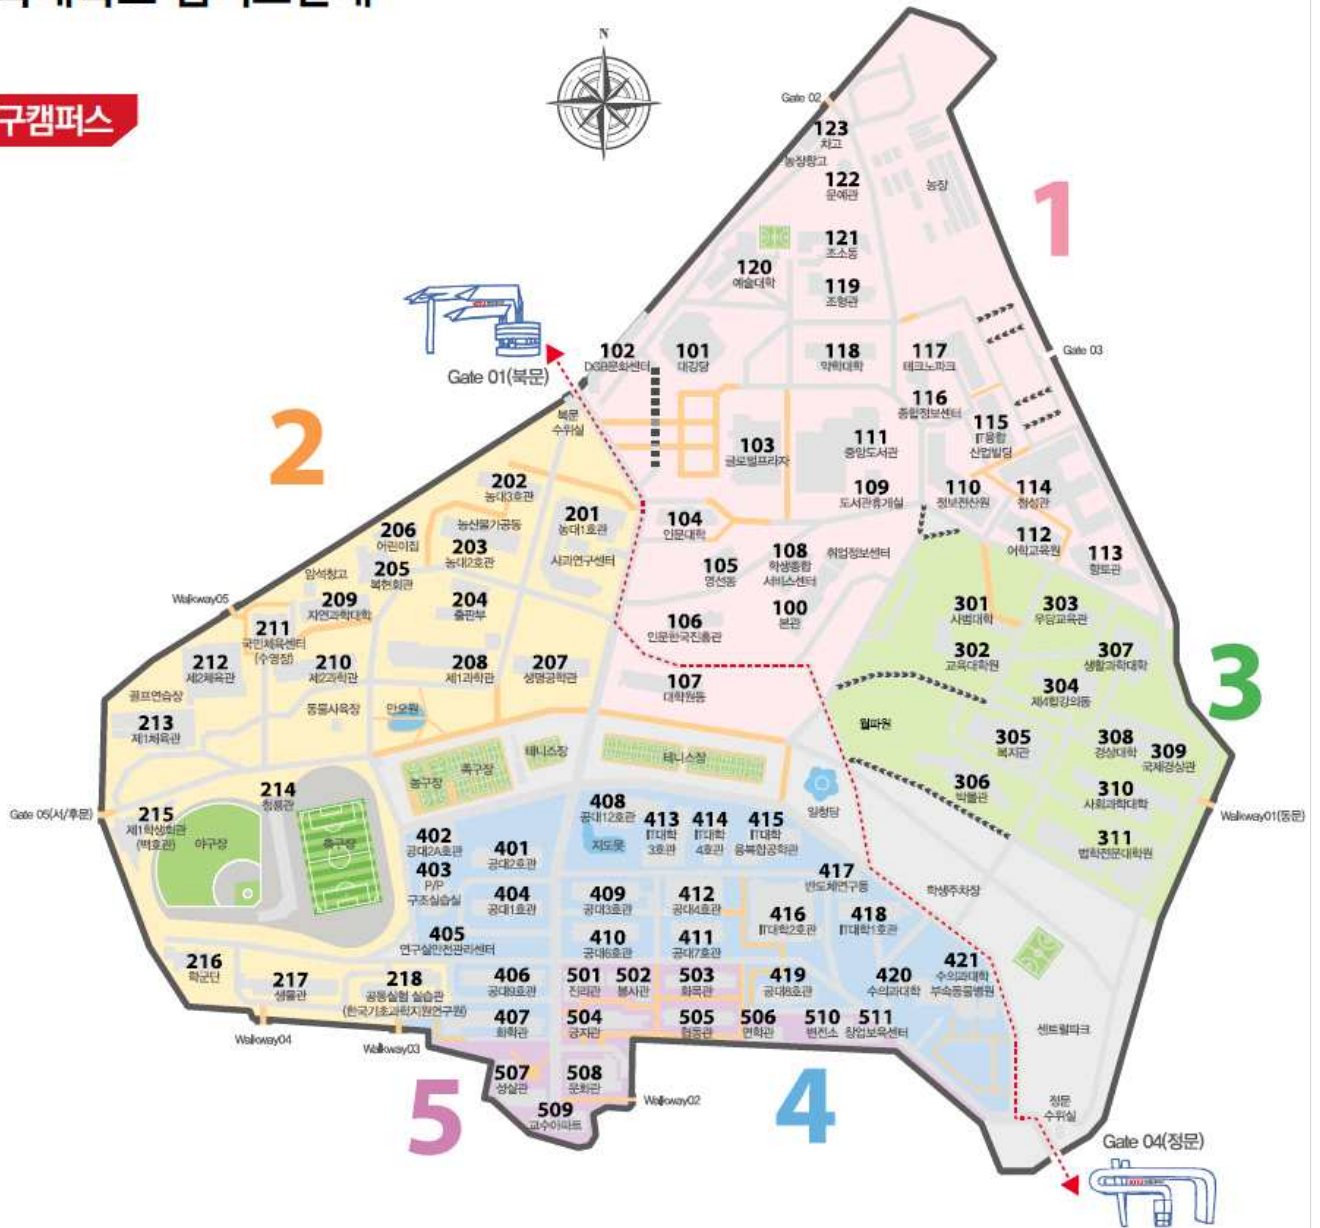 구캠퍼스
N
Gate 02
123
차고
농장창고
122
문예관
농장
1
121
조소동
120
예술대학
119
조형관
Gate 01(북문)
102
DGB문화센터
101
대강당
118
약학대학
117
테크노파크
Gate 03
116
종합정보센터
115
IT융합
산업빌딩
2
북문
수위실
103
글로벌프라자
111
중앙도서관
109
도서관휴게실
110
정보전산원
114
첨성관
202
농대3호관
농산물가공동
201
농대1호관
104
인문대학
112
어학교육원
113
향토관
206
어린이집
203
농대2호관
사과연구센터
105
영선동
108
학생종합
서비스센터
취업정보센터
암석창고
205
복현회관
Walkway05
209
자연과학대학
204
출판부
100
본관
106
인문한국진흥관
301
사범대학
303
우당교육관
211
국민체육센터
(수영장)
212
제2체육관
210
제2과학관
208
제1과학관
207
생명공학관
107
대학원동
302
교육대학원
307
생활과학대학
3
304
제4합강의동
골프연습장
213
제1체육관
동물사육장
안오원
월파원
305
복지관
308
경상대학
309
국제경상관
테니스장
테니스장
농구장
족구장
306
박물관
310
사회과학대학
일청담
214
청룡관
Gate 05(서/후문)
215
제1학생회관
(백호관)
야구장
축구장
Walkway01(동문)
311
법학전문대학원
408
공대12호관
지도못
413
IT대학
3호관
414
IT대학
4호관
415
IT대학
융복합공학관
402
공대2A호관
401
공대2호관
403
P/P
구조실습실
404
공대1호관
409
공대3호관
412
공대4호관
417
반도체연구동
학생주차장
416
IT대학2호관
418
IT대학1호관
405
연구실안전관리센터
410
공대6호관
411
공대7호관
216
학군단
217
생물관
218
공동실험 실습관
(한국기초과학지원연구원)
406
공대9호관
501
진리관
502
봉사관
503
화목관
419
공대8호관
420
수의과대학
421
수의과대학
부속동물병원
407
화학관
504
긍지관
505
협동관
506
면학관
510
변전소
511
창업보육센터
센트럴파크
Walkway04
Walkway03
507
성실관
508
문화관
Walkway02
5
4
509
교수아파트
정문
수위실
Gate 04(정문)